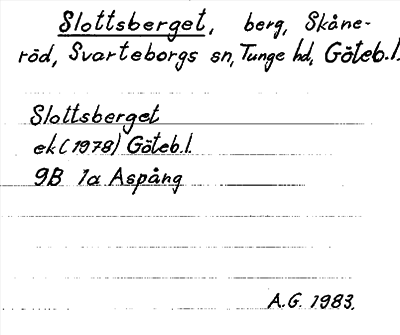 Slottsberget, berg, Skåne-
röd, Svarteborgs sn, Tunge hd, Göteb.l.
Slottsberget
ek (1978) Göteb.l.
9B 1a Aspång
A.G. 1983.